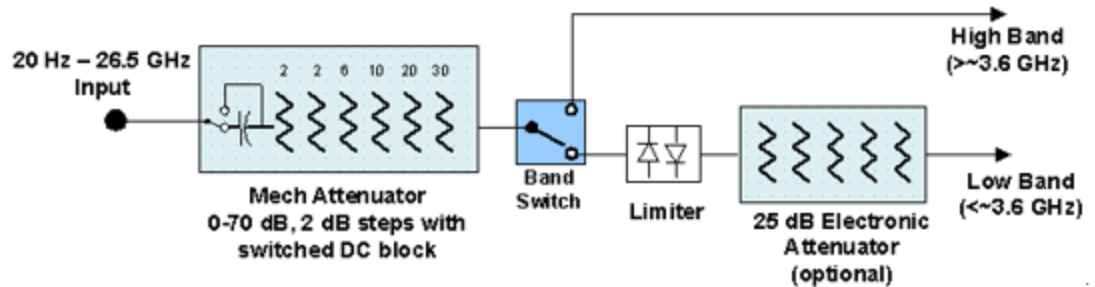 20 Hz – 26.5 GHz
Input
2 2 6 10 20 30
Mech Attenuator
0-70 dB, 2 dB steps with
switched DC block
Band
Switch
Limiter
25 dB Electronic
Attenuator
(optional)
High Band
(>~3.6 GHz)
Low Band
(<~3.6 GHz)